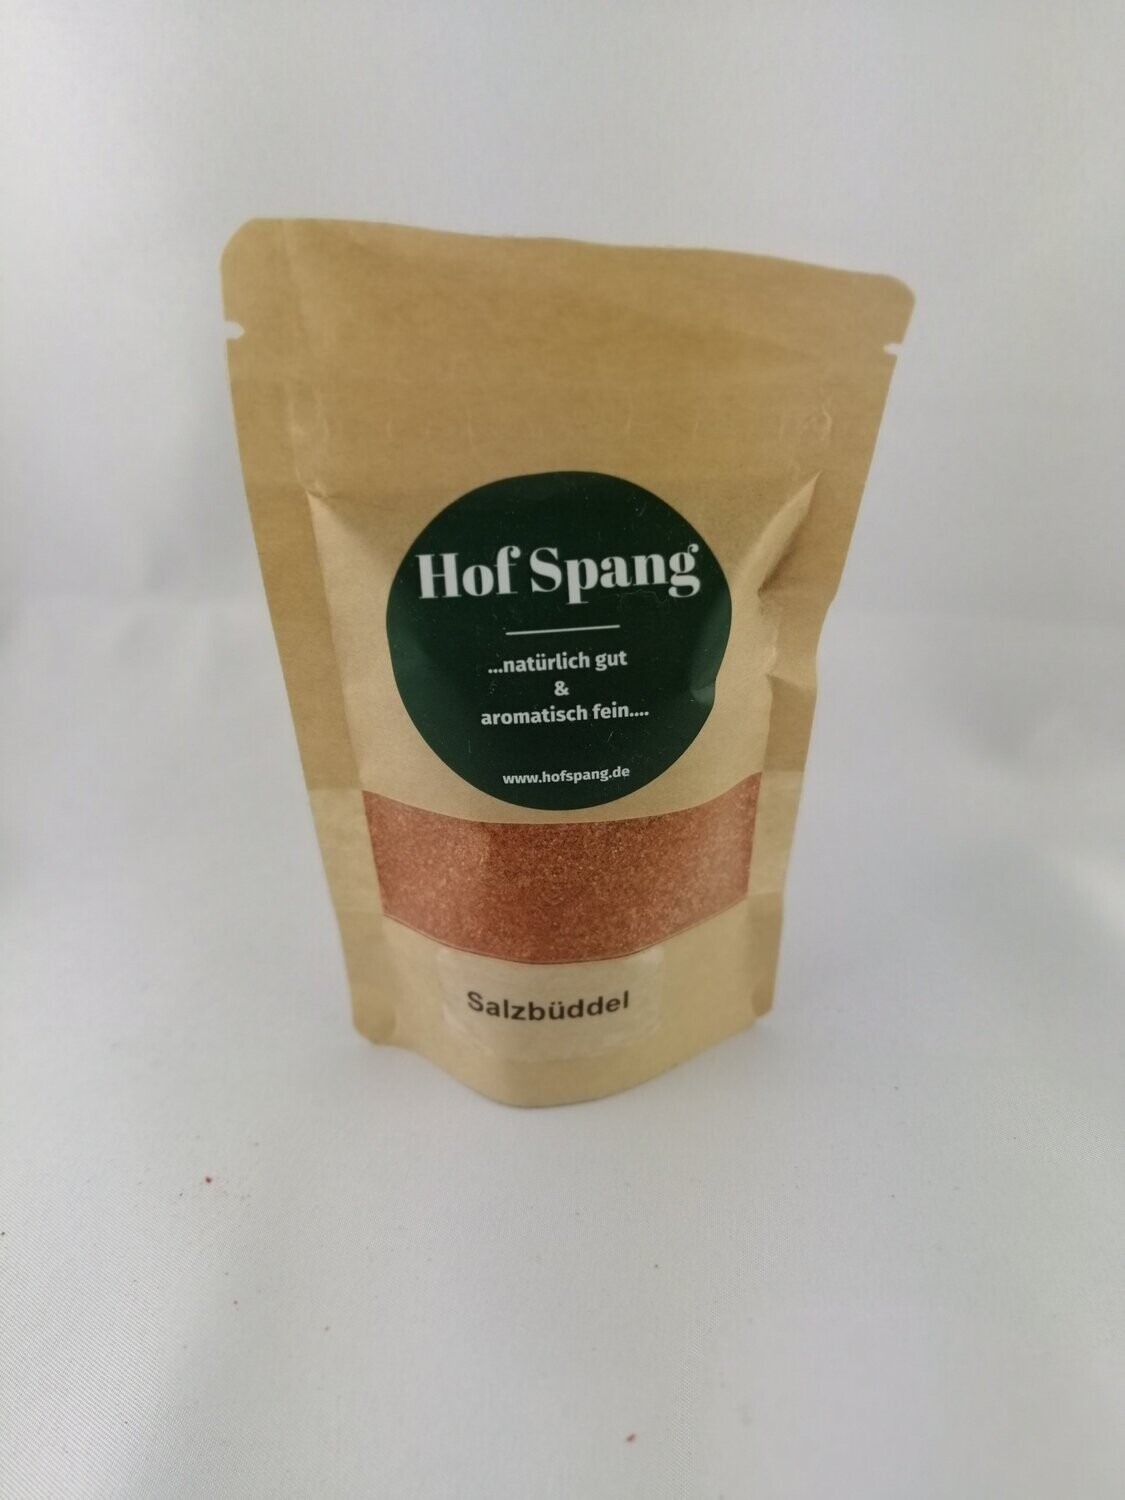 Hof Spang
...natürlich gut
&
aromatisch fein....
www.hofspang.de
Salzbüddel